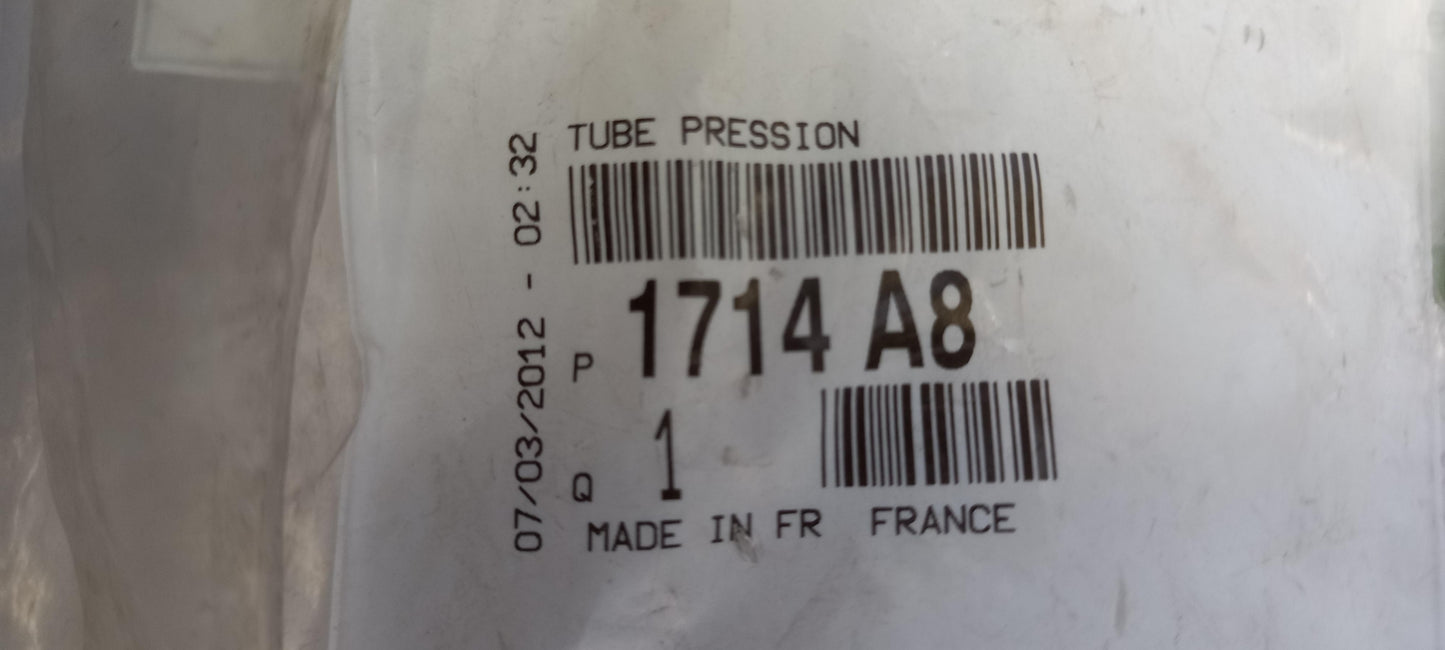 TUBE PRESSION
P 1714 A8
Q 1
MADE IN FR FRANCE
07/03/2012 - 02:32